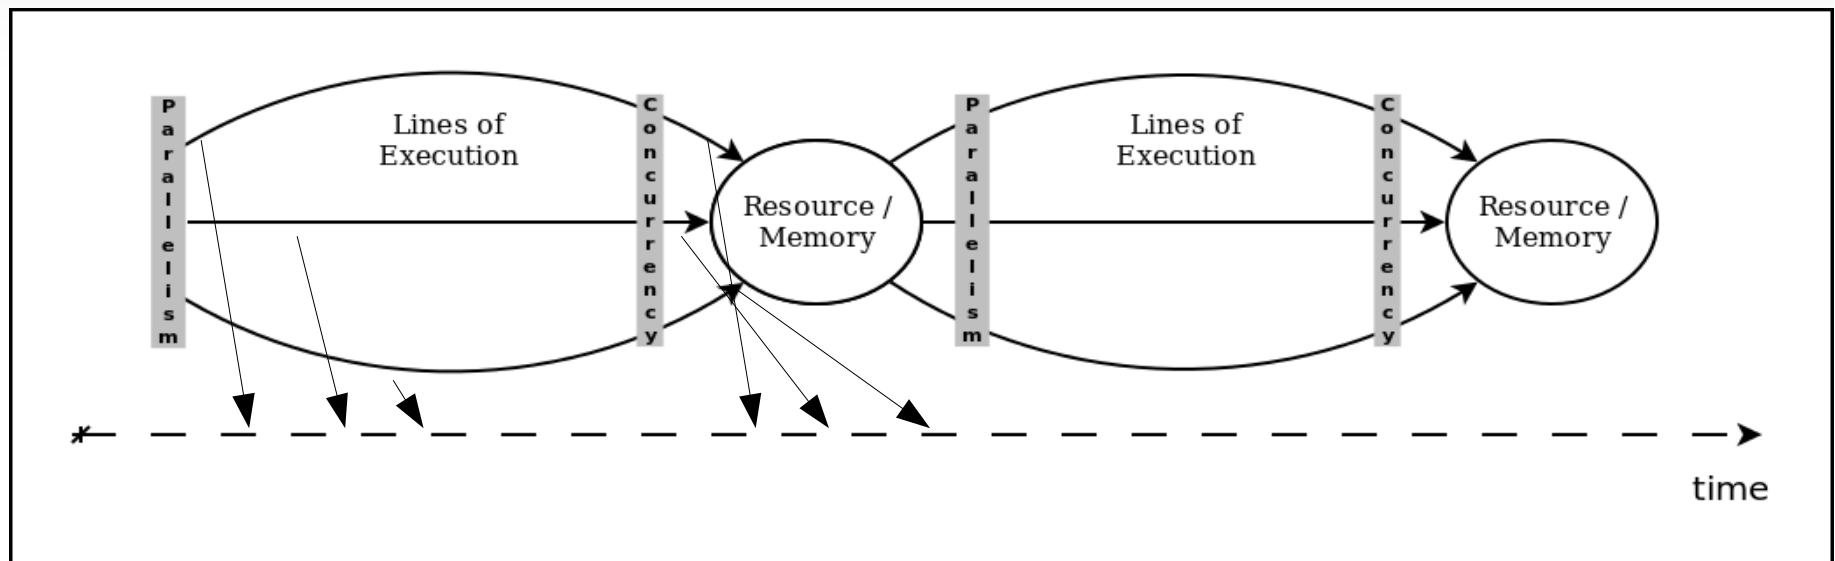 Parallelism
Lines of
Execution
Concurrency
Resource /
Memory
Parallelism
Lines of
Execution
Concurrency
Resource /
Memory
time